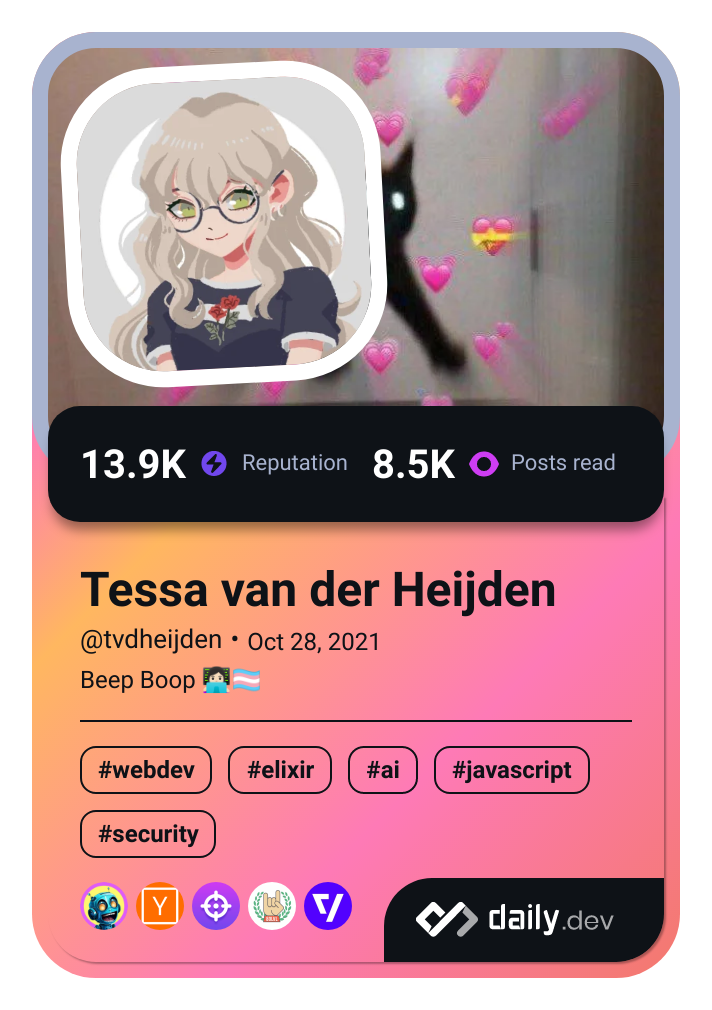 13.9K Reputation 8.5K Posts read
Tessa van der Heijden
@tvdheijden • Oct 28, 2021
Beep Boop 👩🏻‍💻🏳️‍⚧️
#webdev #elixir #ai #javascript
#security
Y daily.dev